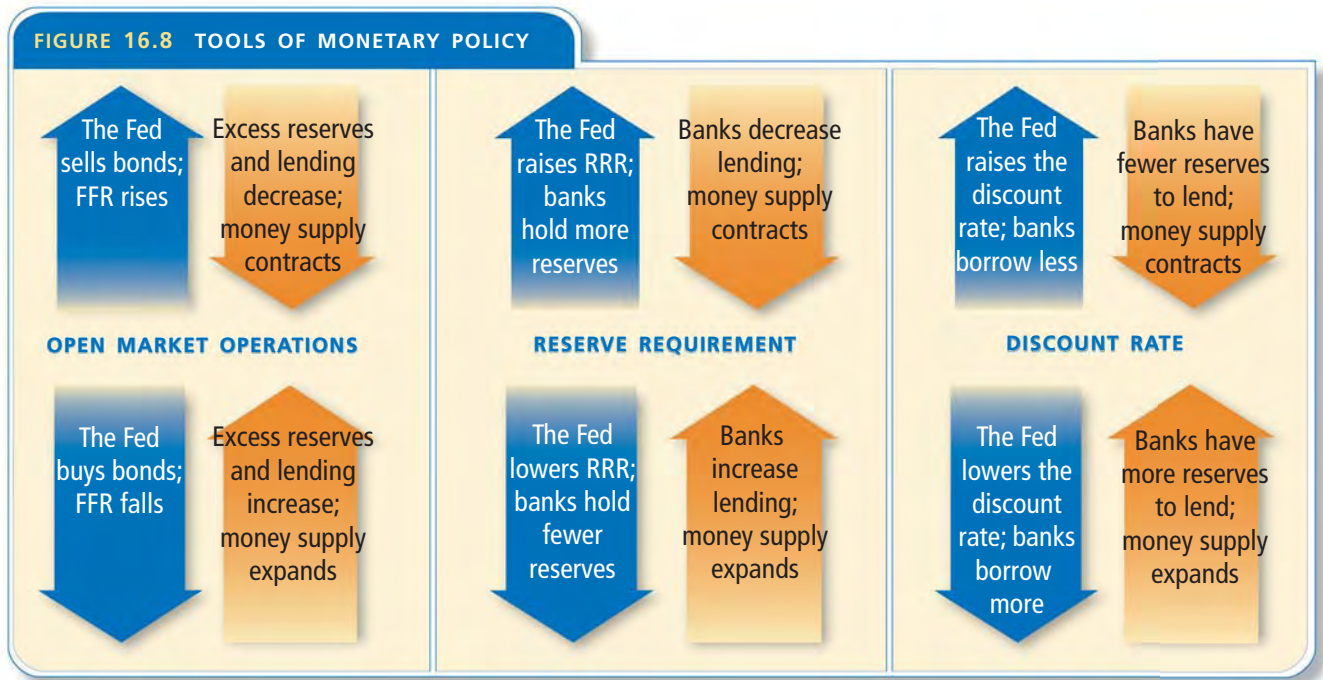 FIGURE 16.8 TOOLS OF MONETARY POLICY
The Fed
sells bonds;
FFR rises
Excess reserves
and lending
decrease;
money supply
contracts
OPEN MARKET OPERATIONS
The Fed
buys bonds;
FFR falls
Excess reserves
and lending
increase;
money supply
expands
The Fed
raises RRR;
banks
hold more
reserves
Banks decrease
lending;
money supply
contracts
RESERVE REQUIREMENT
The Fed
lowers RRR;
banks hold
fewer
reserves
Banks
increase
lending;
money supply
expands
The Fed
raises the
discount
rate; banks
borrow less
Banks have
fewer reserves
to lend;
money supply
contracts
DISCOUNT RATE
The Fed
lowers the
discount
rate; banks
borrow
more
Banks have
more reserves
to lend;
money supply
expands